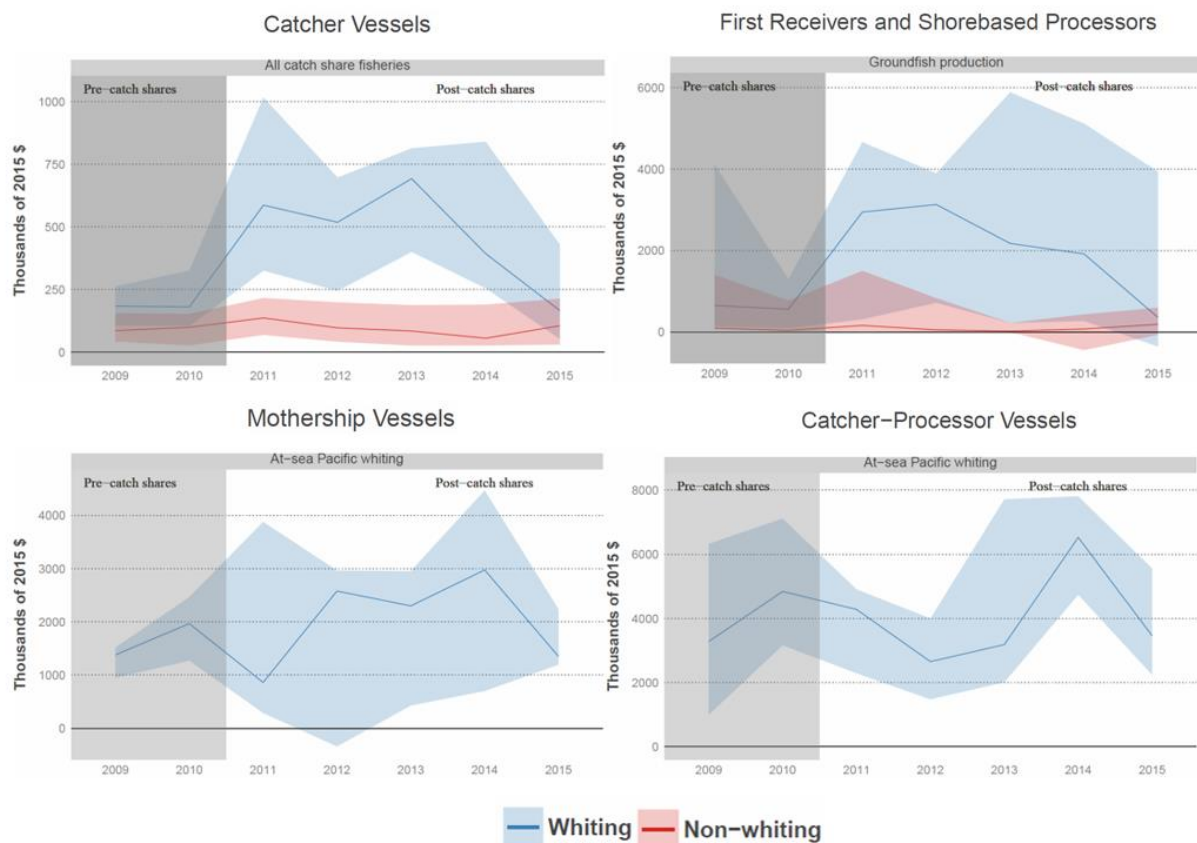 Catcher Vessels
All catch share fisheries
Pre-catch shares
Post-catch shares
Thousands of 2015 $
1000
750
500
250
0
2009 2010 2011 2012 2013 2014 2015
First Receivers and Shorebased Processors
Groundfish production
Pre-catch shares
Post-catch shares
Thousands of 2015 $
6000
4000
2000
0
2009 2010 2011 2012 2013 2014 2015
Mothership Vessels
At-sea Pacific whiting
Pre-catch shares
Post-catch shares
Thousands of 2015 $
4000
3000
2000
1000
0
2009 2010 2011 2012 2013 2014 2015
Catcher-Processor Vessels
At-sea Pacific whiting
Pre-catch shares
Post-catch shares
Thousands of 2015 $
8000
6000
4000
2000
0
2009 2010 2011 2012 2013 2014 2015
Whiting Non-whiting